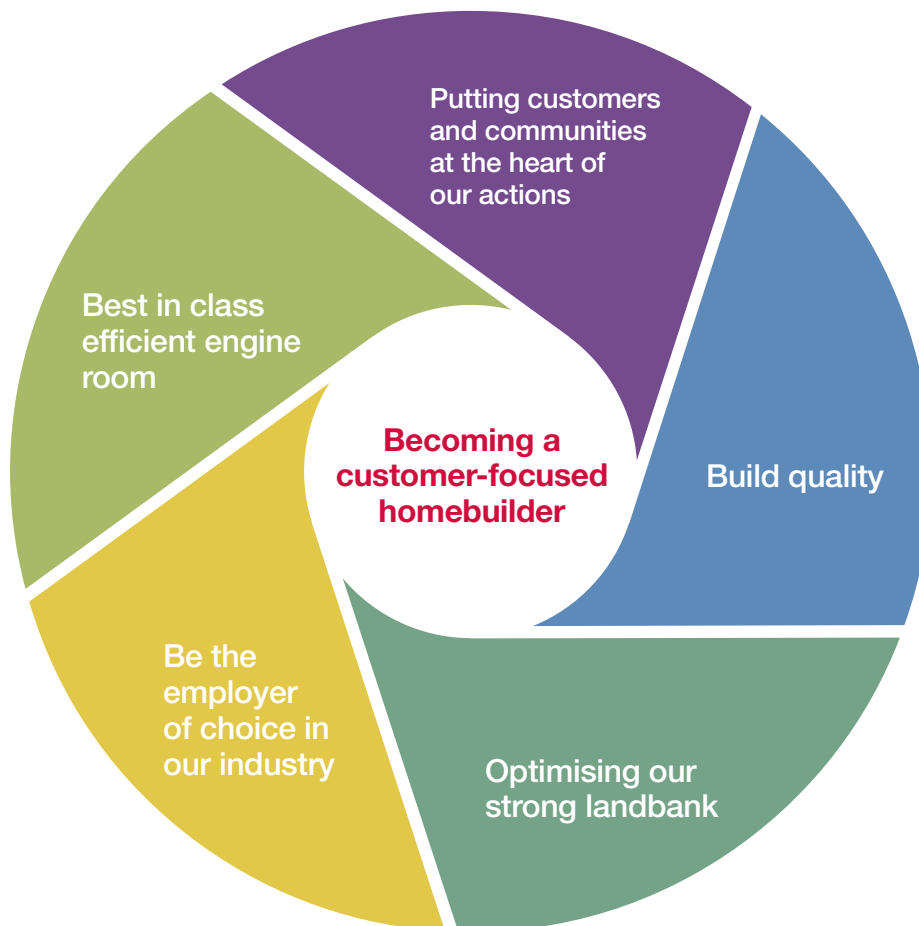 Putting customers
and communities
at the heart of
our actions
Build quality
Optimising our
strong landbank
Be the
employer
of choice in
our industry
Best in class
efficient engine
room
Becoming a
customer-focused
homebuilder